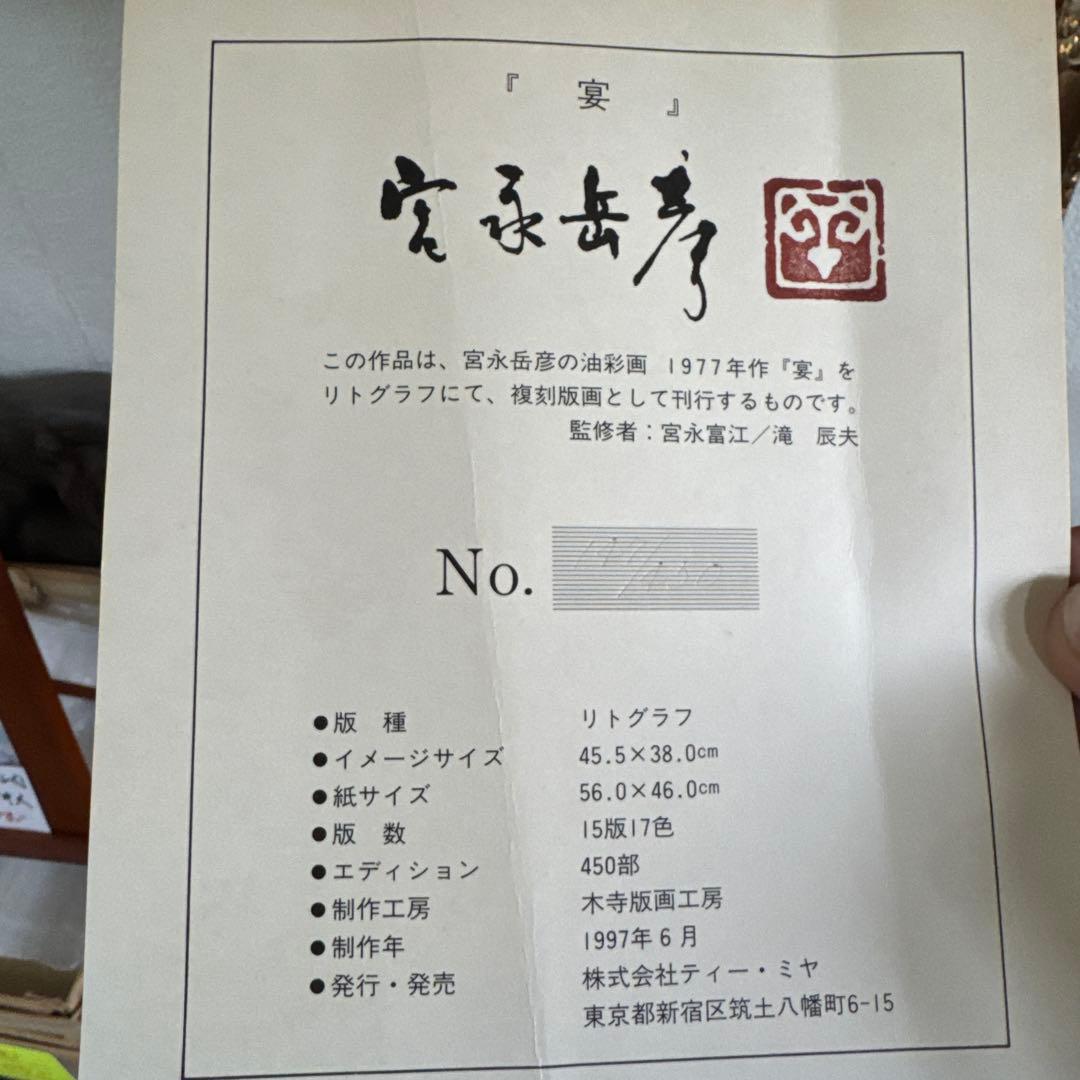 『 宴 』
宮永岳彦
この作品は、宮永岳彦の油彩画 1977年作『宴』を
リトグラフにて、複刻版画として刊行するものです。
監修者：宮永富江／滝 辰夫
No.
●版 種 リトグラフ
●イメージサイズ 45.5×38.0cm
●紙サイズ 56.0×46.0cm
●版 数 15版17色
●エディション 450部
●制作工房 木寺版画工房
●制作年 1997年6月
●発行・発売 株式会社ティー・ミヤ
東京都新宿区筑土八幡町6-15